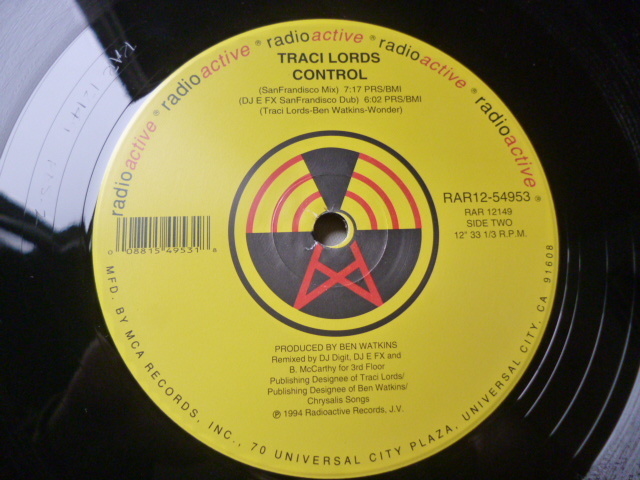 radioactive ® radioactive ® radioactive ® radioactive ® radioactive ®
TRACI LORDS
CONTROL
(SanFrandisco Mix) 7:17 PRS/BMI
(DJ E FX SanFrandisco Dub) 6:02 PRS/BMI
(Traci Lords-Ben Watkins-Wonder)
RAR12-54953
RAR 12149
SIDE TWO
12" 33 1/3 R.P.M.
0 08815 49531 6
PRODUCED BY BEN WATKINS
Remixed by DJ Digit, DJ E FX and
B. McCarthy for 3rd Floor
Publishing Designee of Traci Lords/
Publishing Designee of Ben Watkins/
Chrysalis Songs
℗ 1994 Radioactive Records, J.V.
MFD. BY MCA RECORDS, INC., 70 UNIVERSAL CITY PLAZA, UNIVERSAL CITY, CA 91608